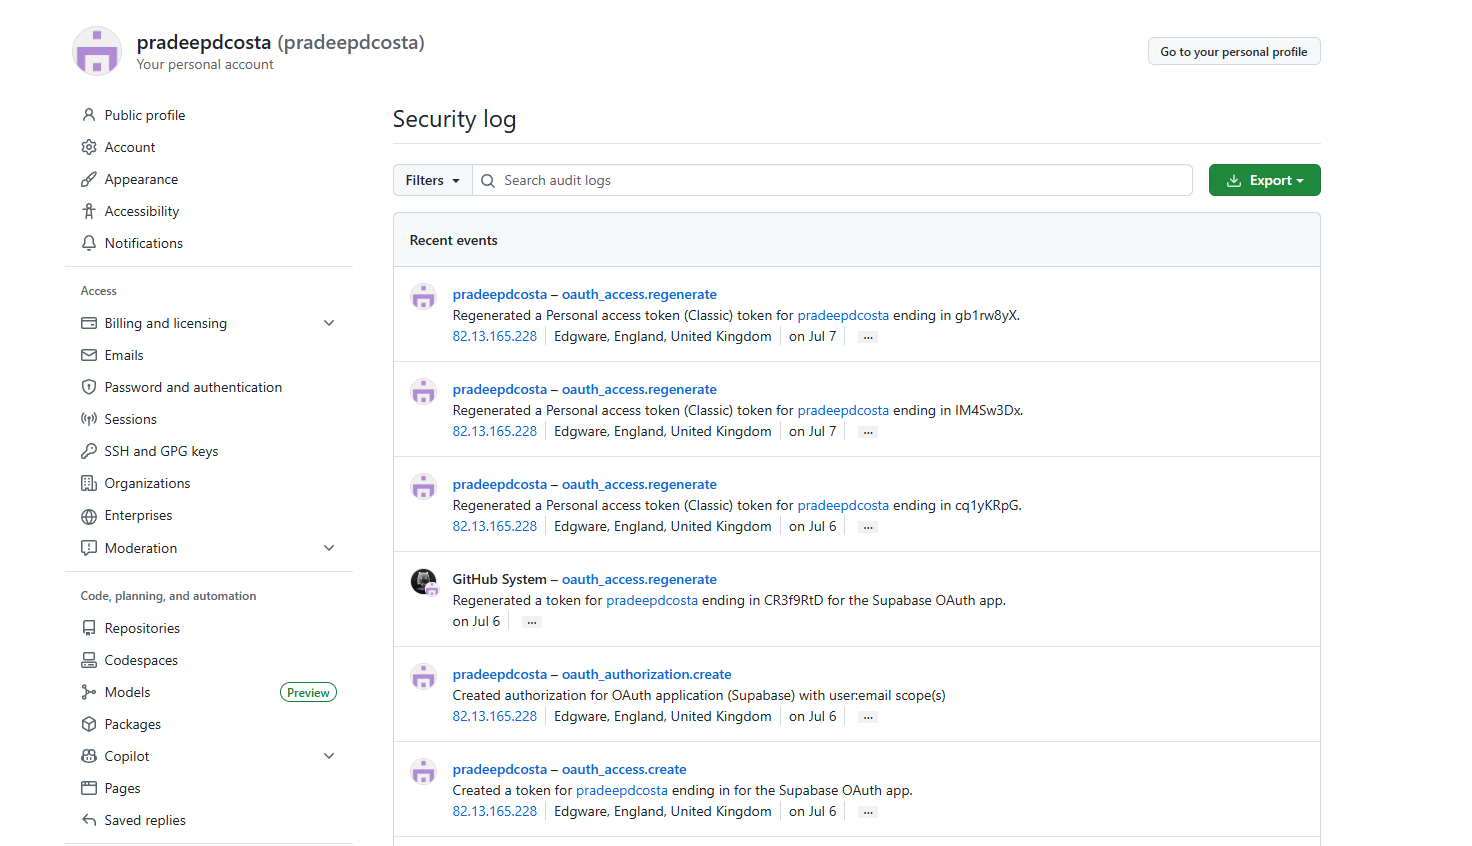 pradeepdcosta (pradeepdcosta)
Your personal account
Go to your personal profile
Public profile
Account
Appearance
Accessibility
Notifications
Access
Billing and licensing
Emails
Password and authentication
Sessions
SSH and GPG keys
Organizations
Enterprises
Moderation
Code, planning, and automation
Repositories
Codespaces
Models Preview
Packages
Copilot
Pages
Saved replies
Security log
Filters Search audit logs Export
Recent events
pradeepdcosta – oauth_access.regenerate
Regenerated a Personal access token (Classic) token for pradeepdcosta ending in gb1rw8yX.
82.13.165.228 Edgware, England, United Kingdom on Jul 7 ...
pradeepdcosta – oauth_access.regenerate
Regenerated a Personal access token (Classic) token for pradeepdcosta ending in IM4Sw3Dx.
82.13.165.228 Edgware, England, United Kingdom on Jul 7 ...
pradeepdcosta – oauth_access.regenerate
Regenerated a Personal access token (Classic) token for pradeepdcosta ending in cq1yKRpG.
82.13.165.228 Edgware, England, United Kingdom on Jul 6 ...
GitHub System – oauth_access.regenerate
Regenerated a token for pradeepdcosta ending in CR3f9RtD for the Supabase OAuth app.
on Jul 6 ...
pradeepdcosta – oauth_authorization.create
Created authorization for OAuth application (Supabase) with user:email scope(s)
82.13.165.228 Edgware, England, United Kingdom on Jul 6 ...
pradeepdcosta – oauth_access.create
Created a token for pradeepdcosta ending in for the Supabase OAuth app.
82.13.165.228 Edgware, England, United Kingdom on Jul 6 ...